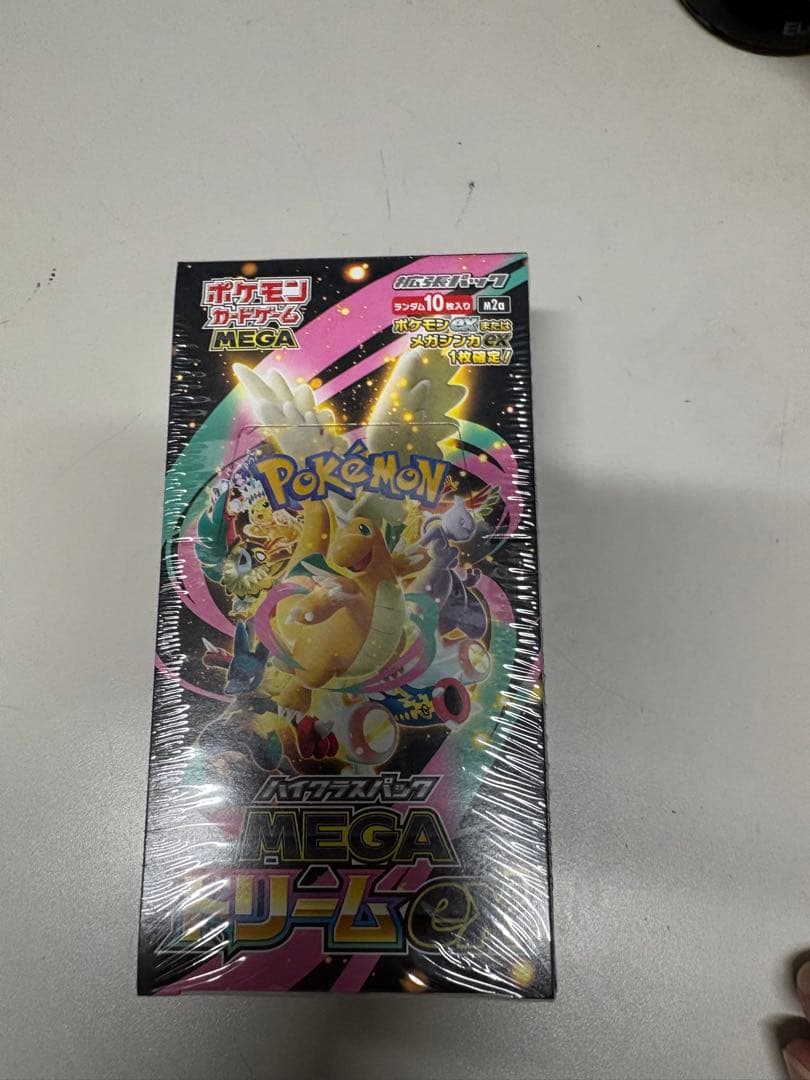 ポケモン
カードゲーム
MEGA
拡張パック
ランダム10枚入り M2a
ポケモンexまたは
メガシンカex
1枚確定!
POKéMON
ハイクラスパック
MEGA
ドリームex
EL